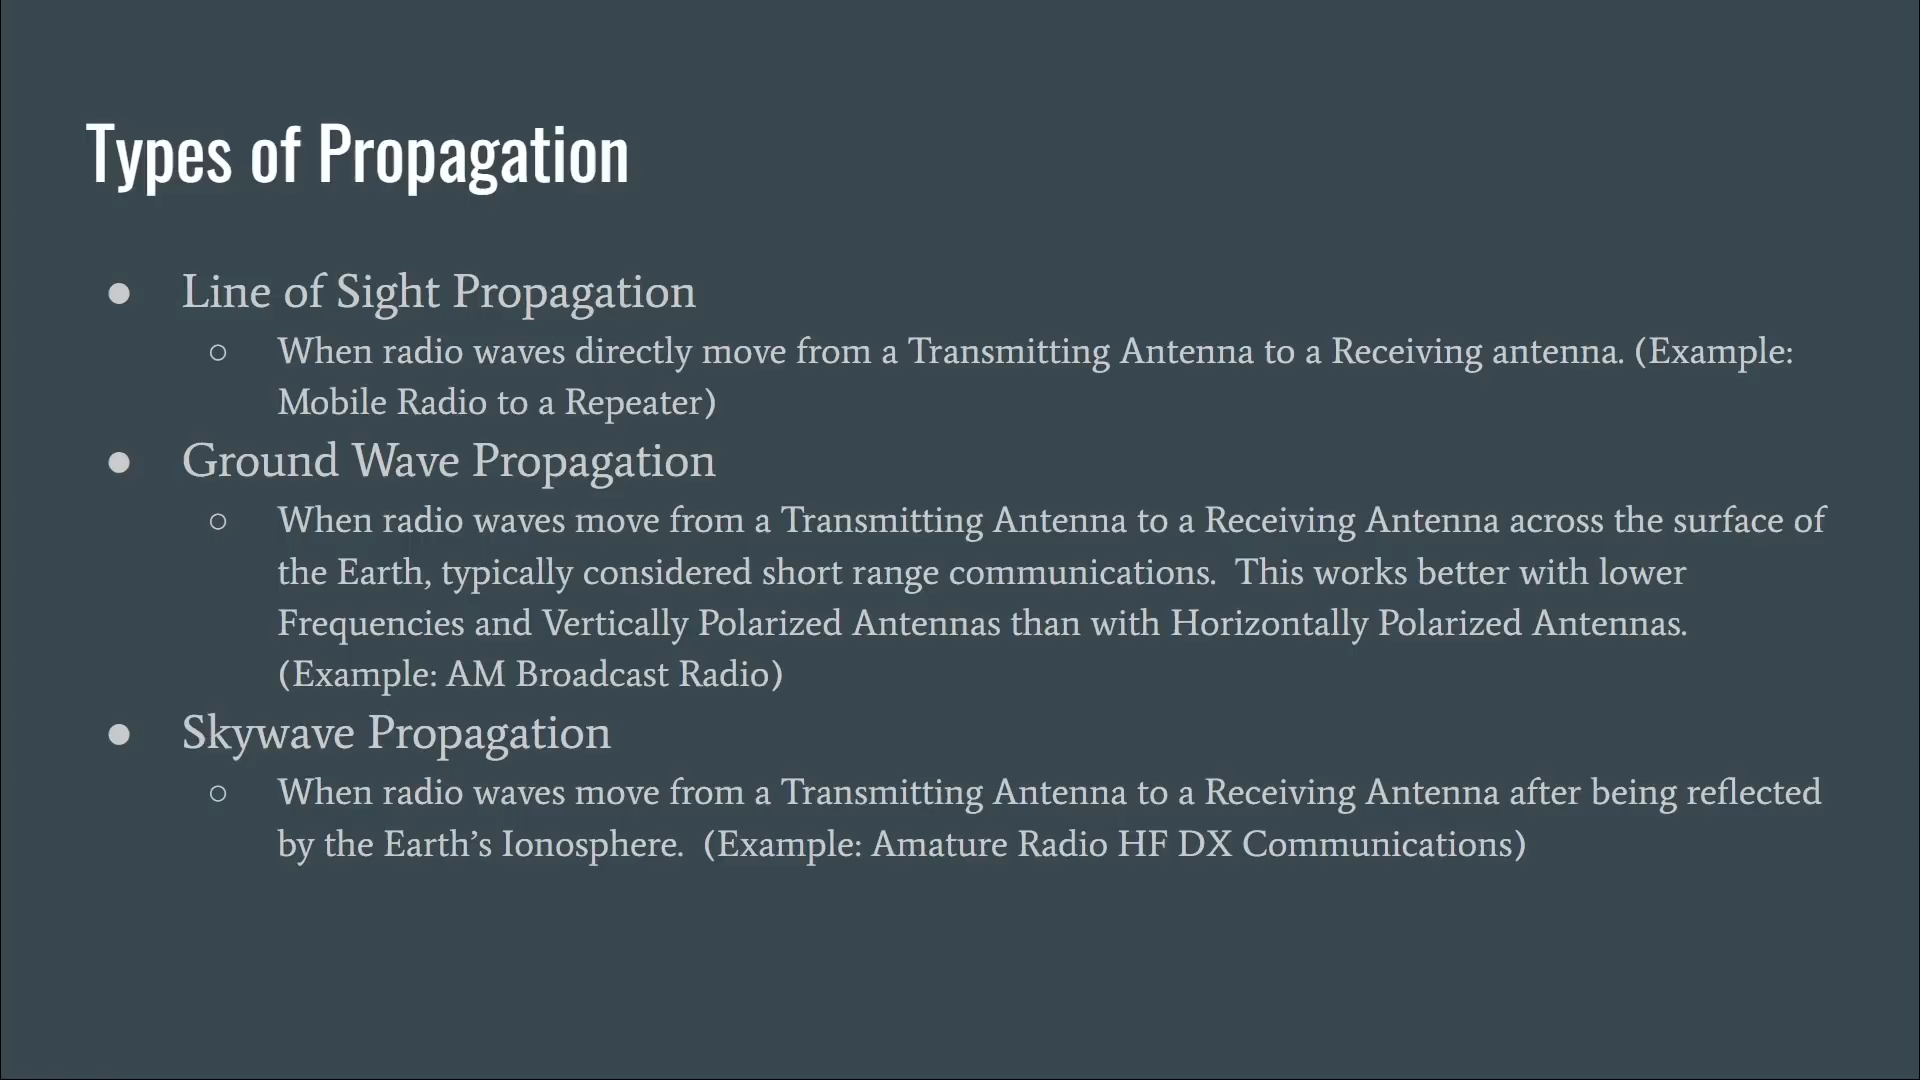 Types of Propagation
● Line of Sight Propagation
○ When radio waves directly move from a Transmitting Antenna to a Receiving antenna. (Example:
Mobile Radio to a Repeater)
● Ground Wave Propagation
○ When radio waves move from a Transmitting Antenna to a Receiving Antenna across the surface of
the Earth, typically considered short range communications.  This works better with lower
Frequencies and Vertically Polarized Antennas than with Horizontally Polarized Antennas.
(Example: AM Broadcast Radio)
● Skywave Propagation
○ When radio waves move from a Transmitting Antenna to a Receiving Antenna after being reflected
by the Earth’s Ionosphere.  (Example: Amature Radio HF DX Communications)